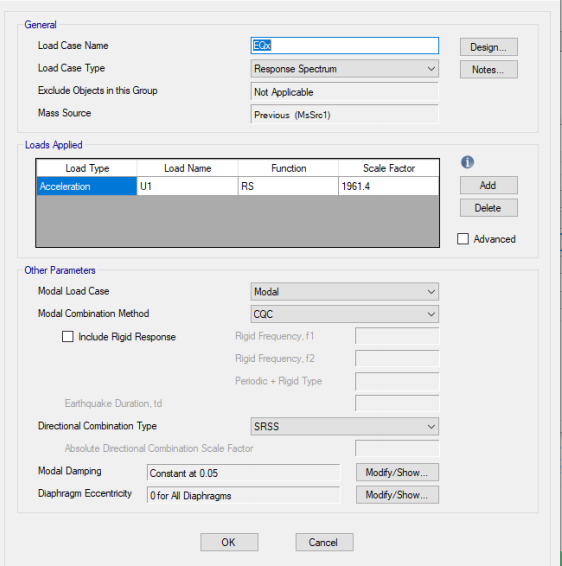 General
Load Case Name EQx Design...
Load Case Type Response Spectrum Notes...
Exclude Objects in this Group Not Applicable
Mass Source Previous (MsSrc1)
Loads Applied
Load Type Load Name Function Scale Factor
Acceleration U1 RS 1961.4
Add
Delete
Advanced
Other Parameters
Modal Load Case Modal
Modal Combination Method CQC
Include Rigid Response Rigid Frequency, f1
Rigid Frequency, f2
Periodic + Rigid Type
Earthquake Duration, td
Directional Combination Type SRSS
Absolute Directional Combination Scale Factor
Modal Damping Constant at 0.05 Modify/Show...
Diaphragm Eccentricity 0 for All Diaphragms Modify/Show...
OK Cancel